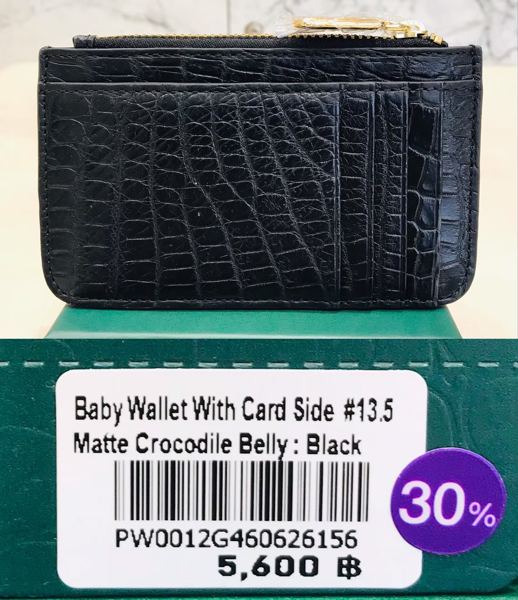 Baby Wallet With Card Side #13.5
Matte Crocodile Belly : Black
PW0012G460626156
5,600 ฿
30%